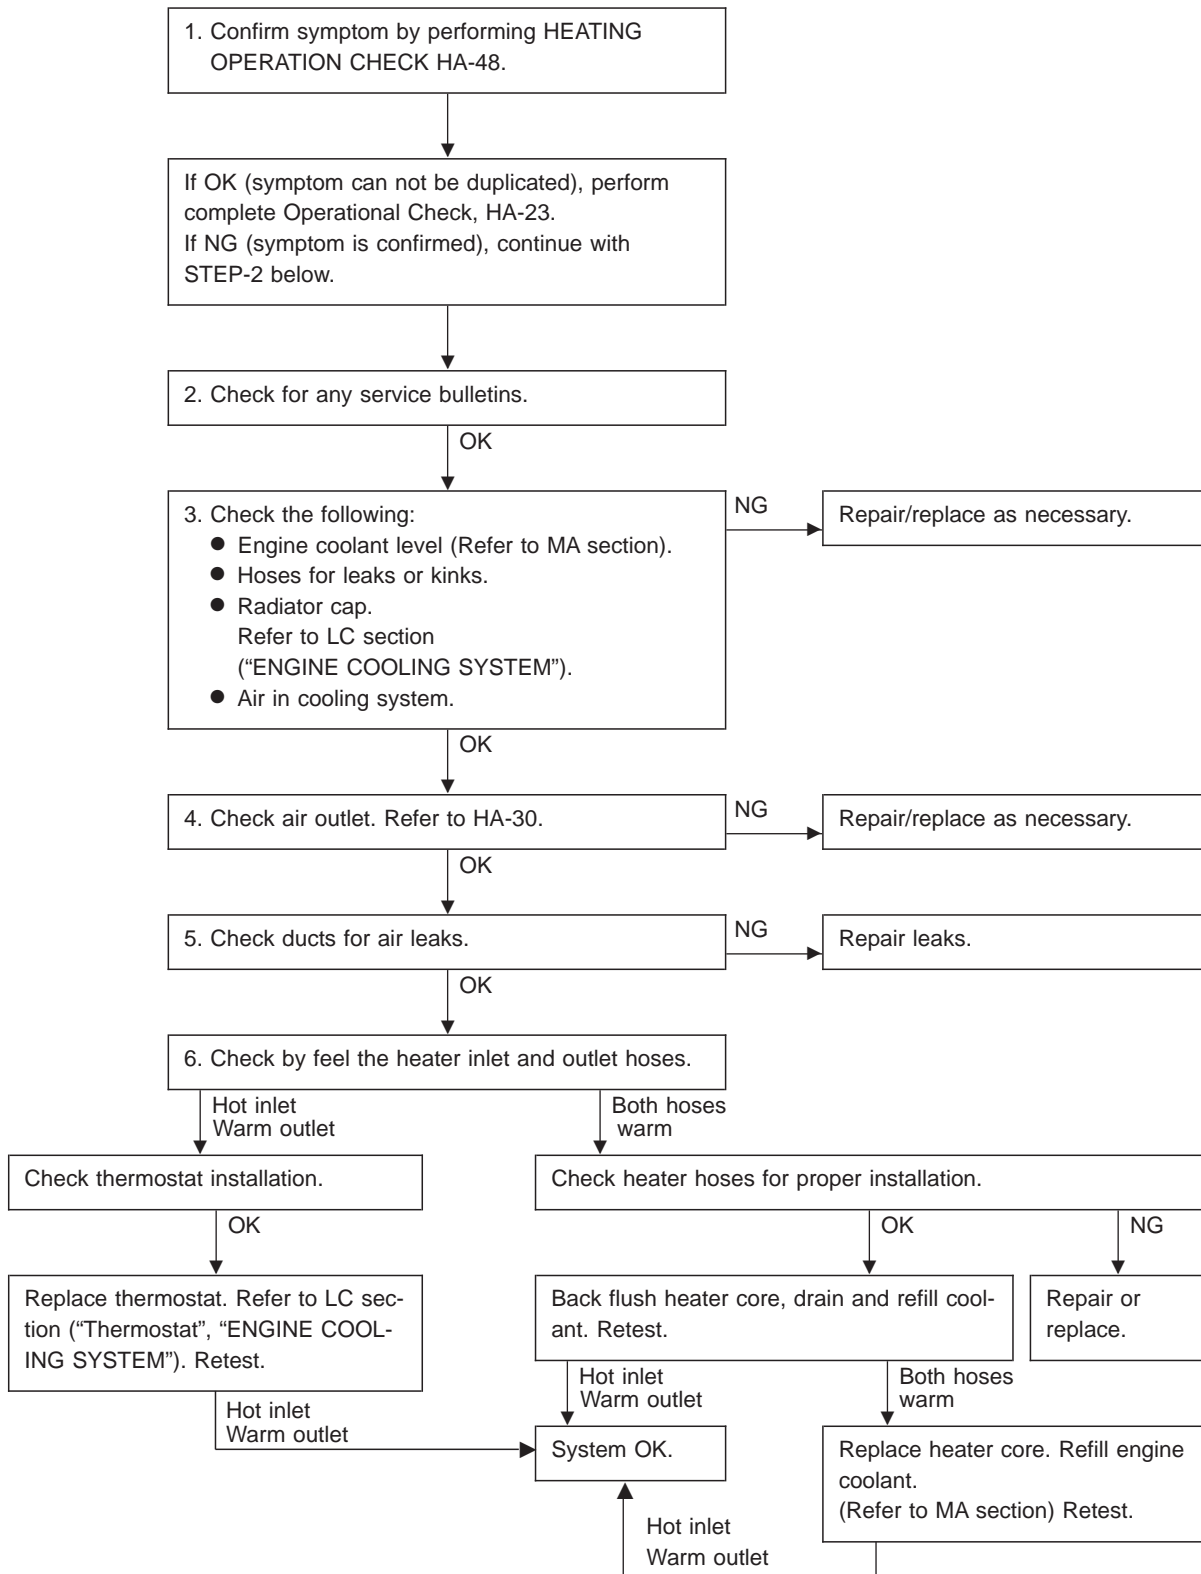 1. Confirm symptom by performing HEATING
OPERATION CHECK HA-48.
If OK (symptom can not be duplicated), perform
complete Operational Check, HA-23.
If NG (symptom is confirmed), continue with
STEP-2 below.
2. Check for any service bulletins.
OK
3. Check the following:
● Engine coolant level (Refer to MA section).
● Hoses for leaks or kinks.
● Radiator cap.
Refer to LC section
(“ENGINE COOLING SYSTEM”).
● Air in cooling system.
NG
Repair/replace as necessary.
OK
4. Check air outlet. Refer to HA-30.
NG
Repair/replace as necessary.
OK
5. Check ducts for air leaks.
NG
Repair leaks.
OK
6. Check by feel the heater inlet and outlet hoses.
Hot inlet
Warm outlet
Both hoses
warm
Check thermostat installation.
Check heater hoses for proper installation.
OK
OK
NG
Replace thermostat. Refer to LC sec-
tion (“Thermostat”, “ENGINE COOL-
ING SYSTEM”). Retest.
Back flush heater core, drain and refill cool-
ant. Retest.
Repair or
replace.
Hot inlet
Warm outlet
Hot inlet
Warm outlet
Both hoses
warm
System OK.
Replace heater core. Refill engine
coolant.
(Refer to MA section) Retest.
Hot inlet
Warm outlet